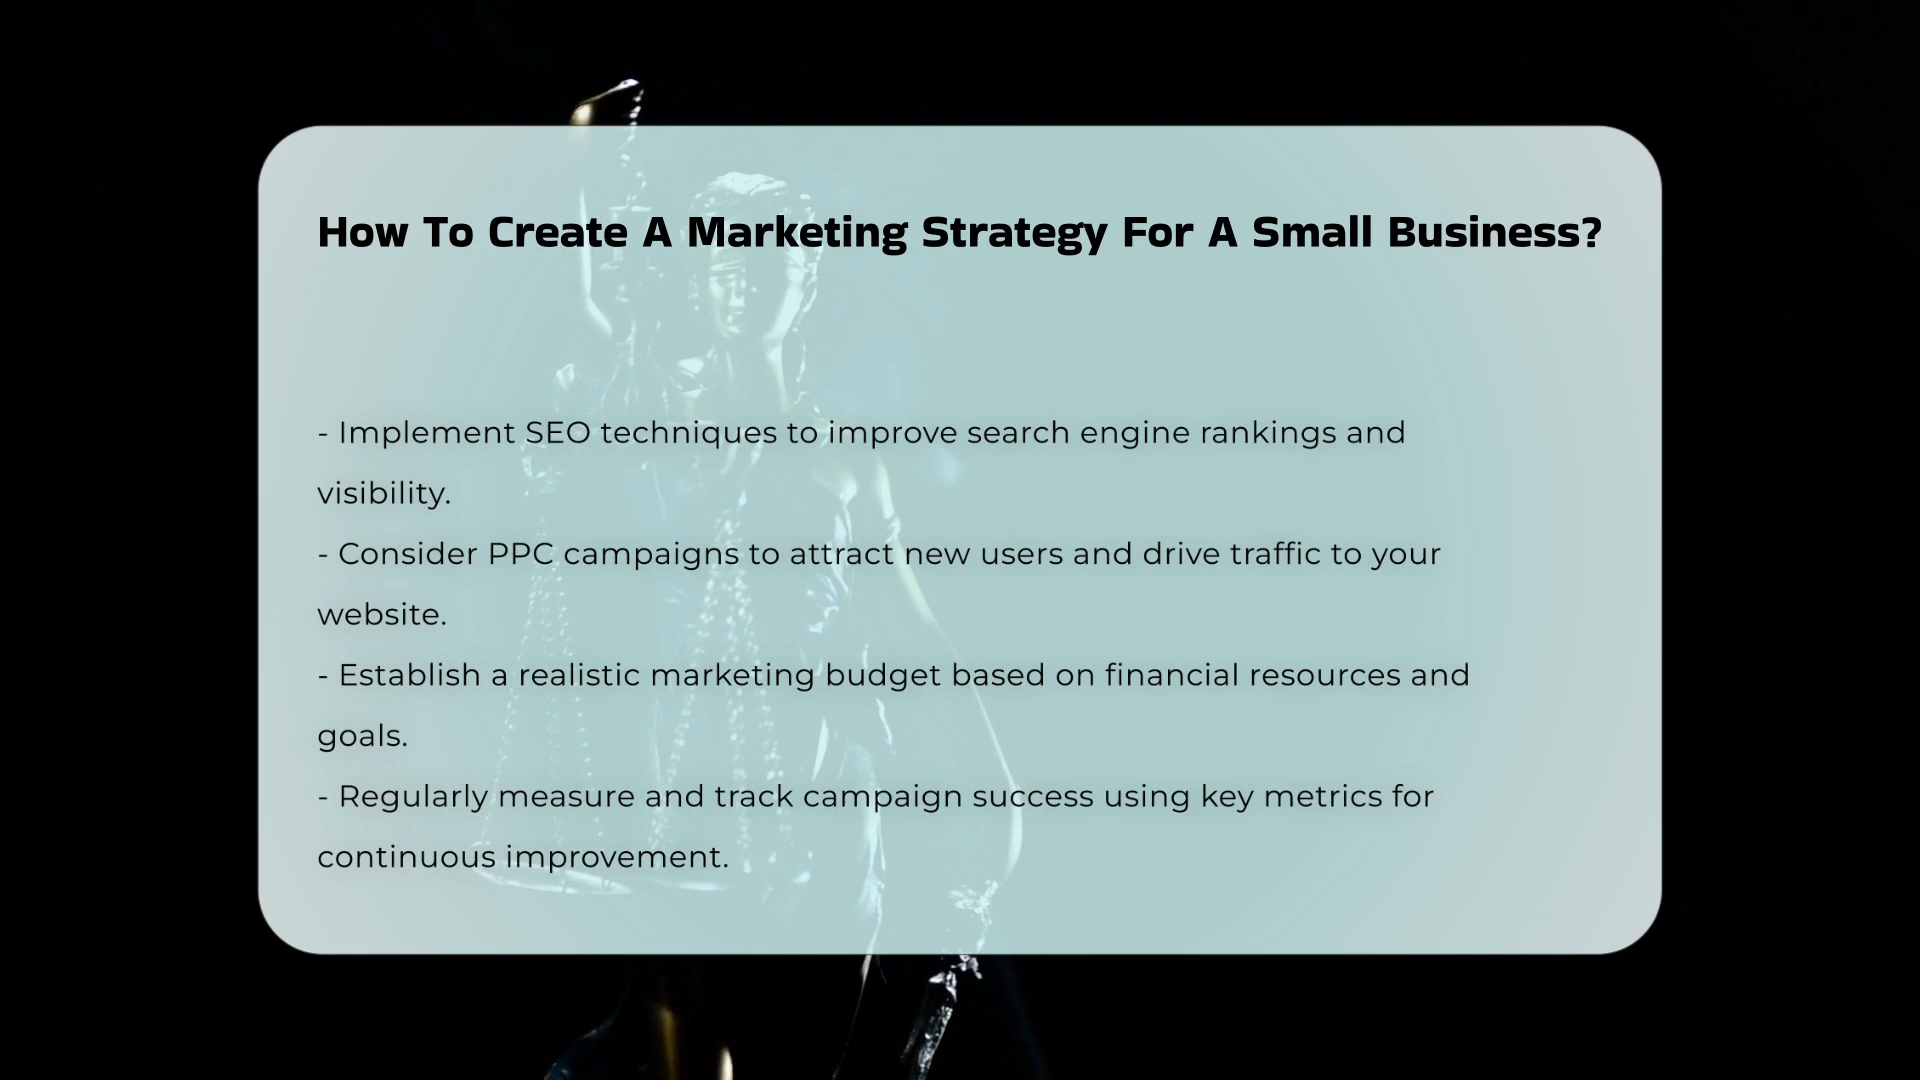 How To Create A Marketing Strategy For A Small Business?
- Implement SEO techniques to improve search engine rankings and
visibility.
- Consider PPC campaigns to attract new users and drive traffic to your
website.
- Establish a realistic marketing budget based on financial resources and
goals.
- Regularly measure and track campaign success using key metrics for
continuous improvement.